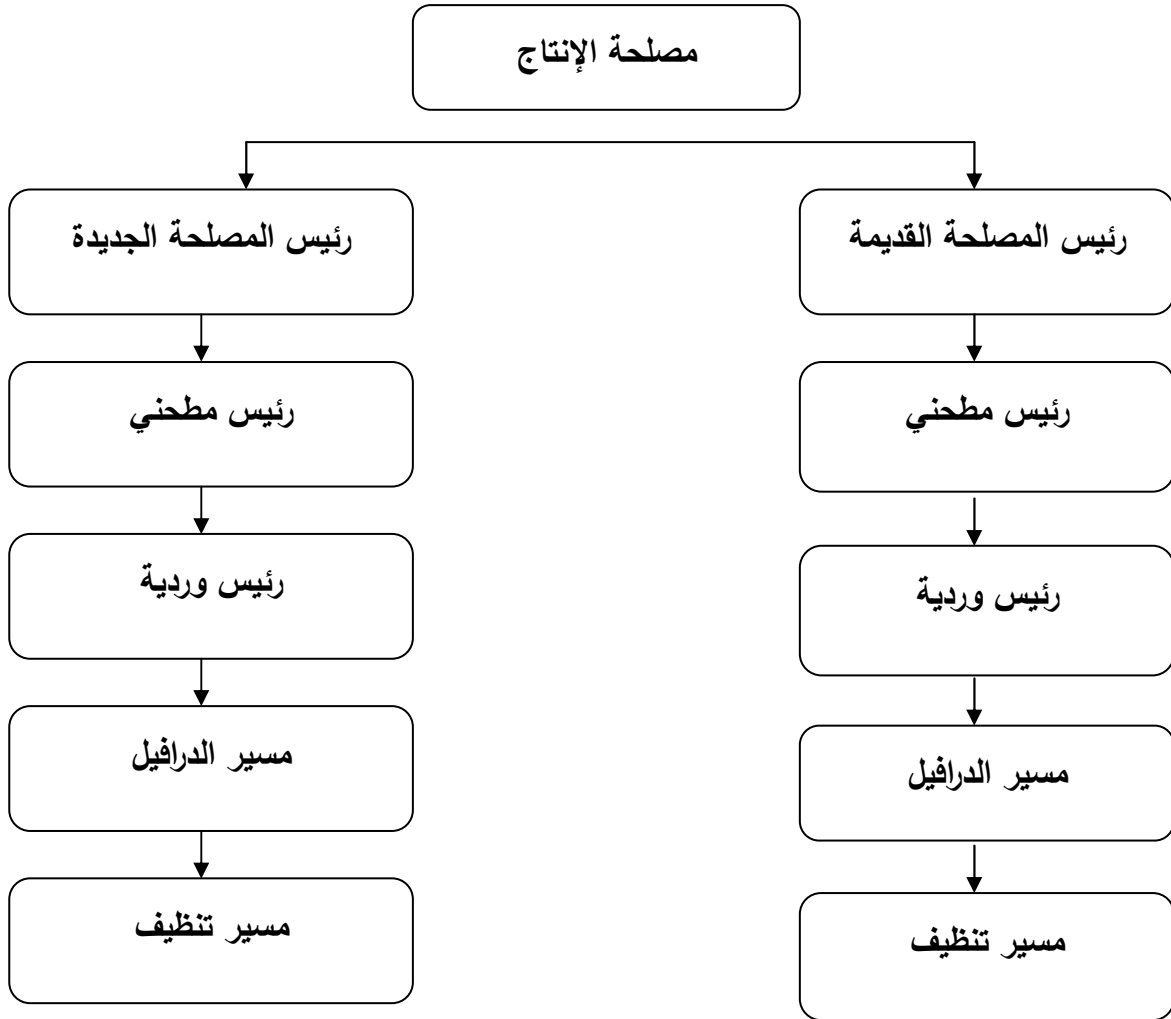 مصلحة الإنتاج
رئيس المصلحة القديمة
رئيس المصلحة الجديدة
رئيس مطحني
رئيس مطحني
رئيس وردية
رئيس وردية
مسير الدرافيل
مسير الدرافيل
مسير تنظيف
مسير تنظيف